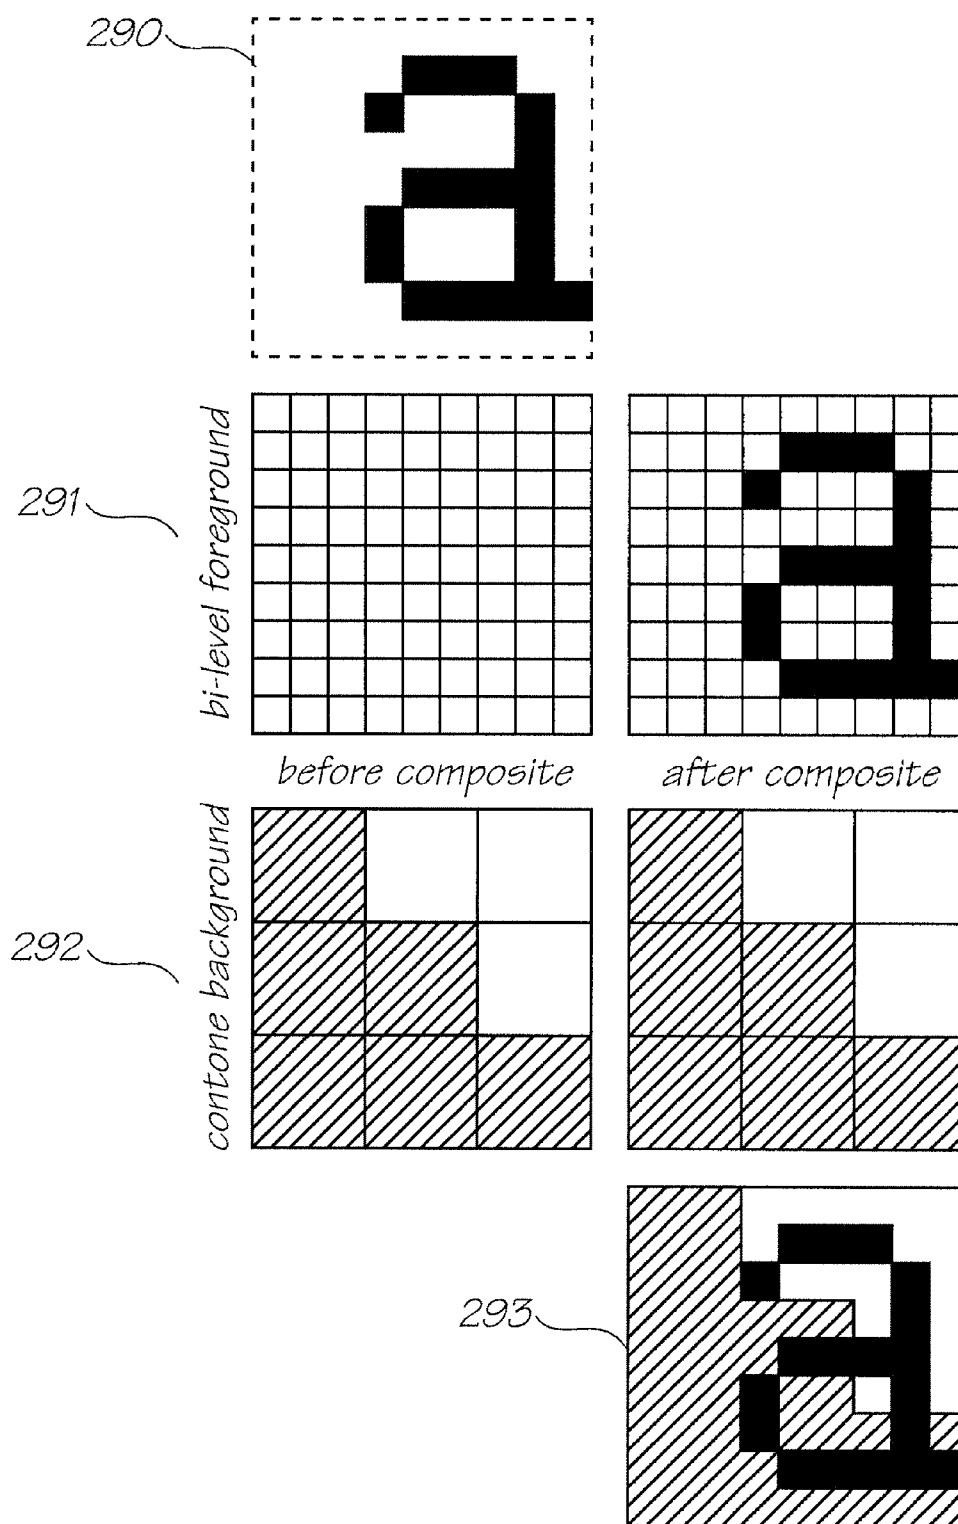 290
291
bi-level foreground
before composite
after composite
292
contone background
293